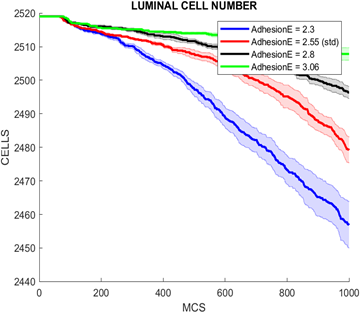 LUMINAL CELL NUMBER
2520
2510
2500
2490
2480
2470
2460
2450
2440
CELLS
AdhesionE = 2.3
AdhesionE = 2.55 (std)
AdhesionE = 2.8
AdhesionE = 3.06
0 200 400 600 800 1000
MCS